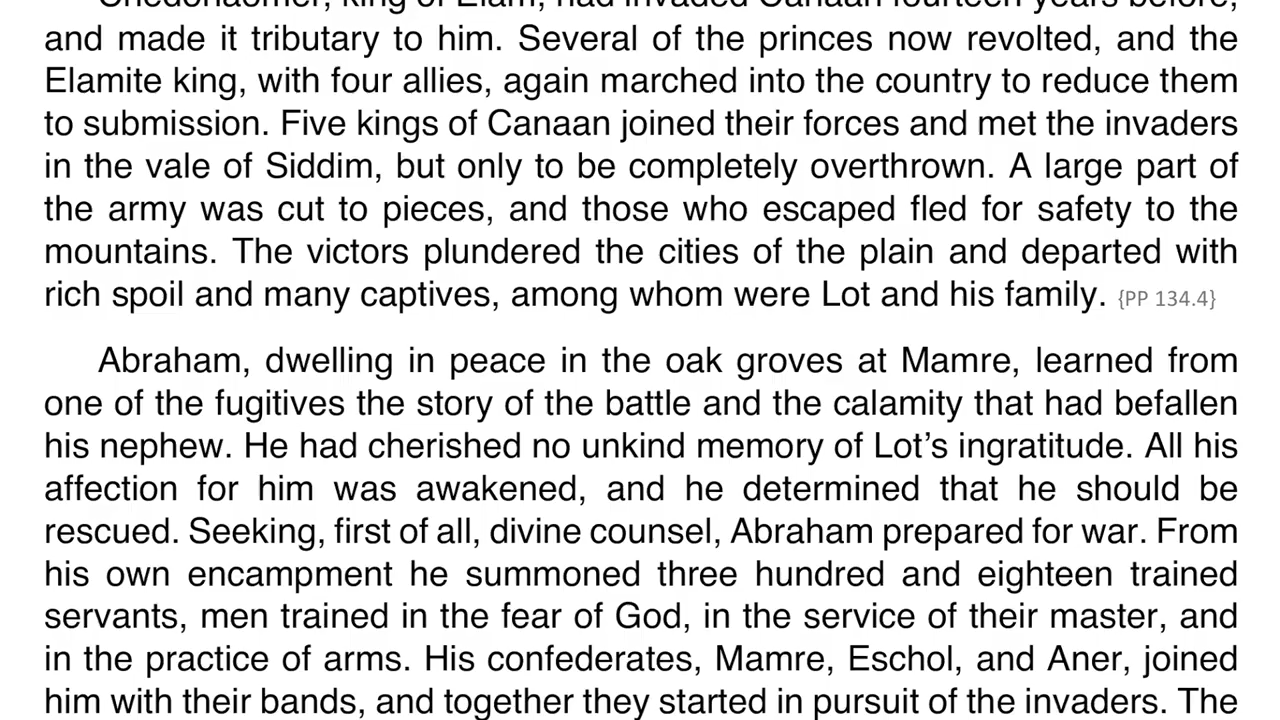 Chedorlaomer, king of Elam, had invaded Canaan fourteen years before,
and made it tributary to him. Several of the princes now revolted, and the
Elamite king, with four allies, again marched into the country to reduce them
to submission. Five kings of Canaan joined their forces and met the invaders
in the vale of Siddim, but only to be completely overthrown. A large part of
the army was cut to pieces, and those who escaped fled for safety to the
mountains. The victors plundered the cities of the plain and departed with
rich spoil and many captives, among whom were Lot and his family. {PP 134.4}
Abraham, dwelling in peace in the oak groves at Mamre, learned from
one of the fugitives the story of the battle and the calamity that had befallen
his nephew. He had cherished no unkind memory of Lot’s ingratitude. All his
affection for him was awakened, and he determined that he should be
rescued. Seeking, first of all, divine counsel, Abraham prepared for war. From
his own encampment he summoned three hundred and eighteen trained
servants, men trained in the fear of God, in the service of their master, and
in the practice of arms. His confederates, Mamre, Eschol, and Aner, joined
him with their bands, and together they started in pursuit of the invaders. The